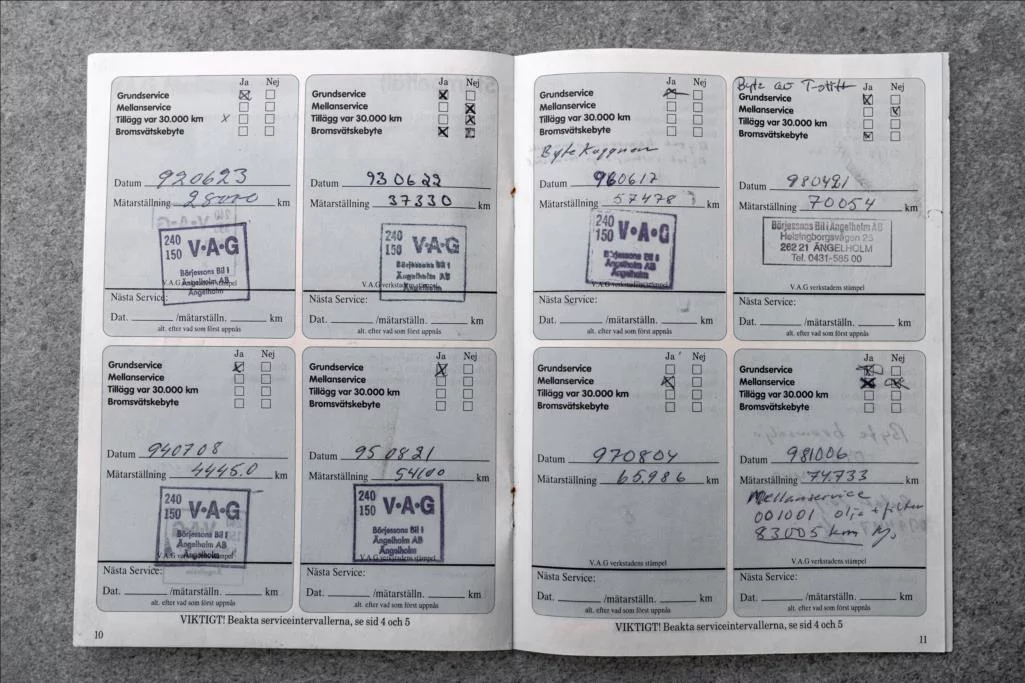 Ja Nej
Grundservice
Mellanservice
Tillägg var 30.000 km x
Bromsvätskebyte
Datum 920623
Mätarställning 28000 km
240
150 V·A·G
Börjessons Bil i
Ängelholm AB
Ängelholm
V.A.G verkstadens stämpel
Nästa Service:
Dat. /mätarställn. km
alt. efter vad som först uppnås
Ja Nej
Grundservice
Mellanservice
Tillägg var 30.000 km
Bromsvätskebyte
Datum 930622
Mätarställning 37330 km
240
150 V·A·G
Börjessons Bil i
Ängelholm AB
Ängelholm
V.A.G verkstadens stämpel
Nästa Service:
Dat. /mätarställn. km
alt. efter vad som först uppnås
Ja Nej
Grundservice
Mellanservice
Tillägg var 30.000 km
Bromsvätskebyte
Datum 940708
Mätarställning 44450 km
240
150 V·A·G
Börjessons Bil i
Ängelholm AB
Ängelholm
V.A.G verkstadens stämpel
Nästa Service:
Dat. /mätarställn. km
alt. efter vad som först uppnås
Ja Nej
Grundservice
Mellanservice
Tillägg var 30.000 km
Bromsvätskebyte
Datum 950821
Mätarställning 54100 km
240
150 V·A·G
Börjessons Bil i
Ängelholm AB
Ängelholm
V.A.G verkstadens stämpel
Nästa Service:
Dat. /mätarställn. km
alt. efter vad som först uppnås
VIKTIGT! Beakta serviceintervallerna, se sid 4 och 5
10
Ja Nej
Grundservice
Mellanservice
Tillägg var 30.000 km
Bromsvätskebyte
Byte
Datum 960617
Mätarställning 57478 km
240
150 V·A·G
Börjessons Bil i
Ängelholm AB
Ängelholm
V.A.G verkstadens stämpel
Nästa Service:
Dat. /mätarställn. km
alt. efter vad som först uppnås
Byte av
Ja Nej
Grundservice
Mellanservice
Tillägg var 30.000 km
Bromsvätskebyte
Datum 980421
Mätarställning 70054 km
Börjessons Bil i Ängelholm AB
Helsingborgsvägen 25
262 21 ÄNGELHOLM
Tel. 0431-585 00
V.A.G verkstadens stämpel
Nästa Service:
Dat. /mätarställn. km
alt. efter vad som först uppnås
Ja Nej
Grundservice
Mellanservice
Tillägg var 30.000 km
Bromsvätskebyte
Datum 970804
Mätarställning 65.986 km
V.A.G verkstadens stämpel
Nästa Service:
Dat. /mätarställn. km
alt. efter vad som först uppnås
Ja Nej
Grundservice
Mellanservice
Tillägg var 30.000 km
Bromsvätskebyte
Datum 981006
Mätarställning 74.733 km
Mellanservice
001001 olja + filter
83005 km
V.A.G verkstadens stämpel
Nästa Service:
Dat. /mätarställn. km
alt. efter vad som först uppnås
VIKTIGT! Beakta serviceintervallerna, se sid 4 och 5
11